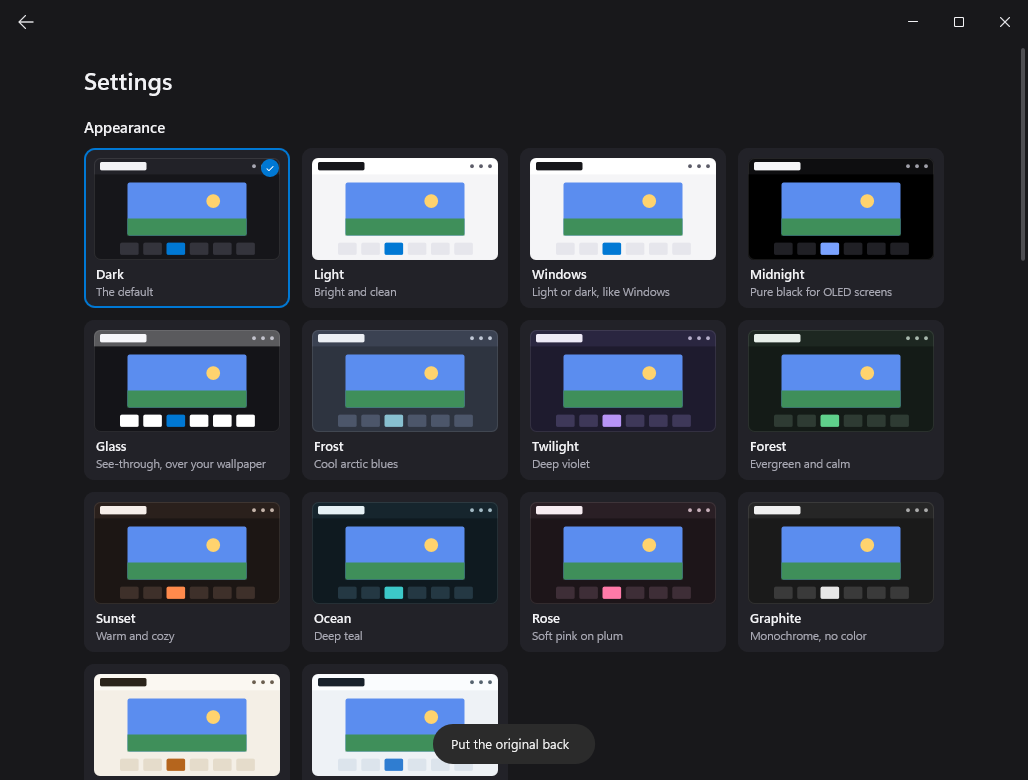 Settings
Appearance
Dark
The default
Light
Bright and clean
Windows
Light or dark, like Windows
Midnight
Pure black for OLED screens
Glass
See-through, over your wallpaper
Frost
Cool arctic blues
Twilight
Deep violet
Forest
Evergreen and calm
Sunset
Warm and cozy
Ocean
Deep teal
Rose
Soft pink on plum
Graphite
Monochrome, no color
Put the original back